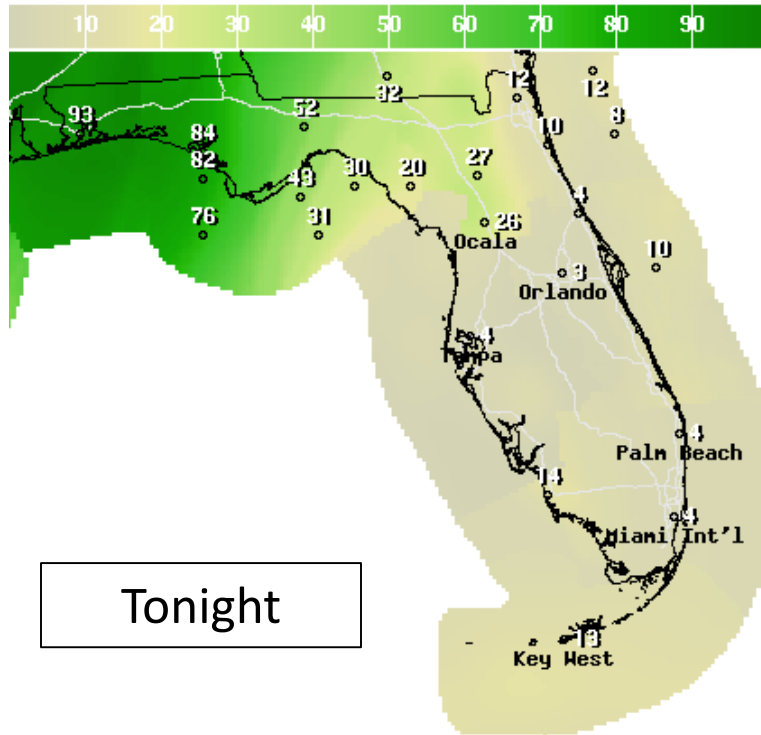 10 20 30 40 50 60 70 80 90
32 12 12
93 52 8
84 10
82 49 30 20 27
76 31 4
26
Ocala
10
3
Orlando
4
Tampa
4
Palm Beach
14
4
Miami Int'l
Tonight
13
Key West